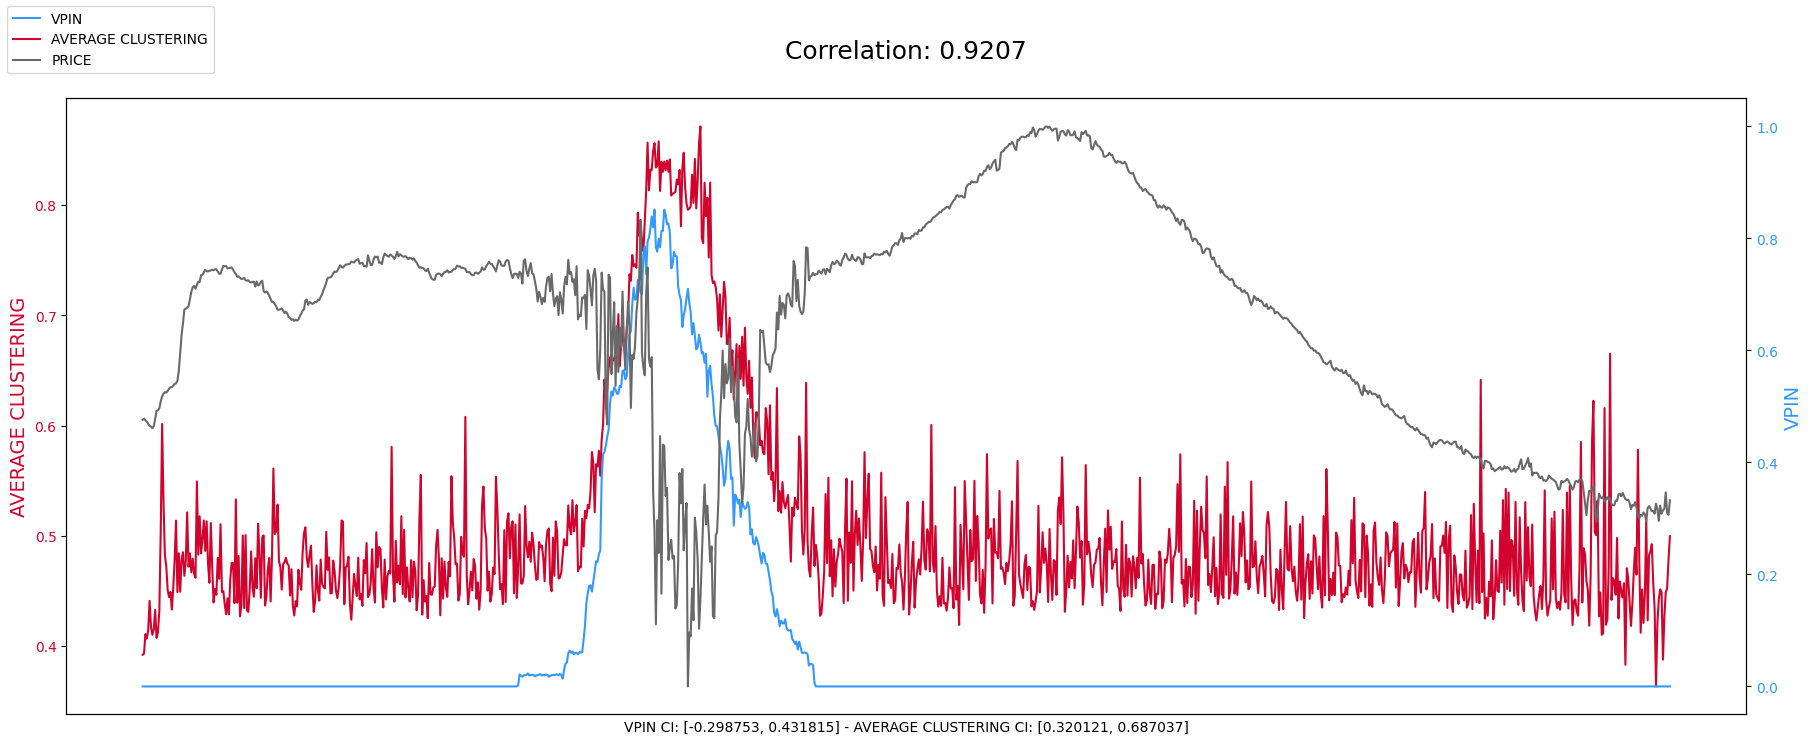 VPIN
AVERAGE CLUSTERING
PRICE
Correlation: 0.9207
AVERAGE CLUSTERING
0.8
0.7
0.6
0.5
0.4
1.0
0.8
0.6
0.4
0.2
0.0
VPIN
VPIN CI: [-0.298753, 0.431815] - AVERAGE CLUSTERING CI: [0.320121, 0.687037]